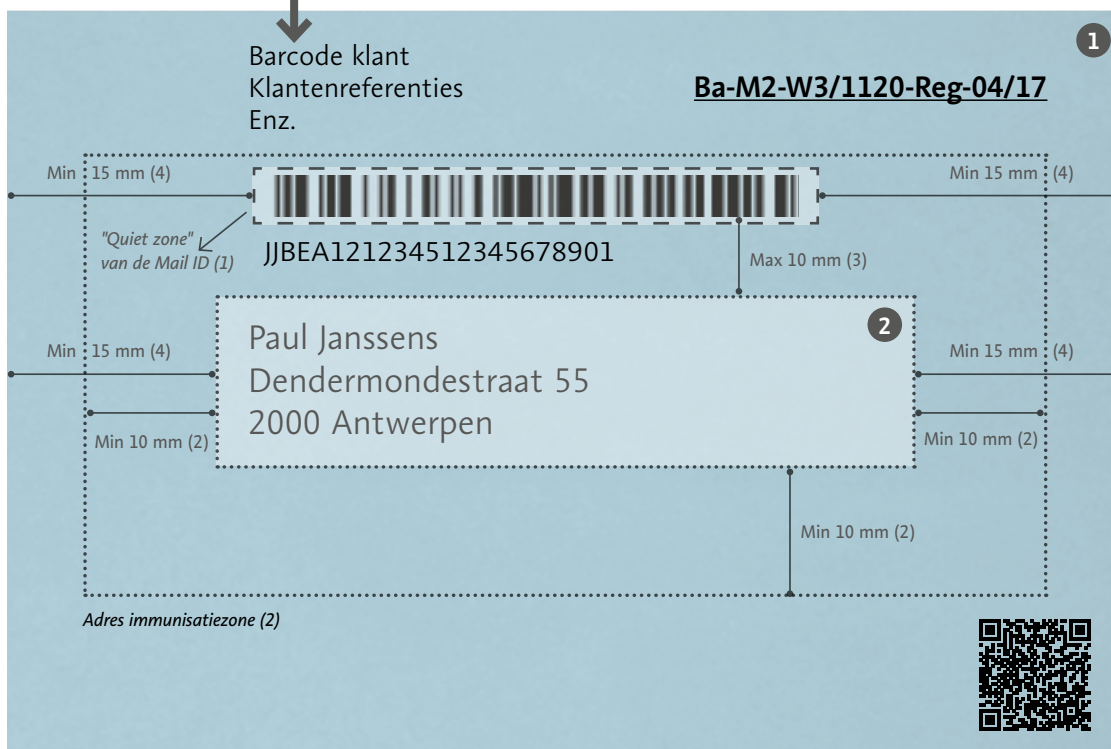 Barcode klant
Klantenreferenties
Enz.
1
Ba-M2-W3/1120-Reg-04/17
Min 15 mm (4)
Min 15 mm (4)
"Quiet zone"
van de Mail ID (1)
JJBEA121234512345678901
Max 10 mm (3)
2
Paul Janssens
Dendermondestraat 55
2000 Antwerpen
Min 15 mm (4)
Min 15 mm (4)
Min 10 mm (2)
Min 10 mm (2)
Min 10 mm (2)
Adres immunisatiezone (2)